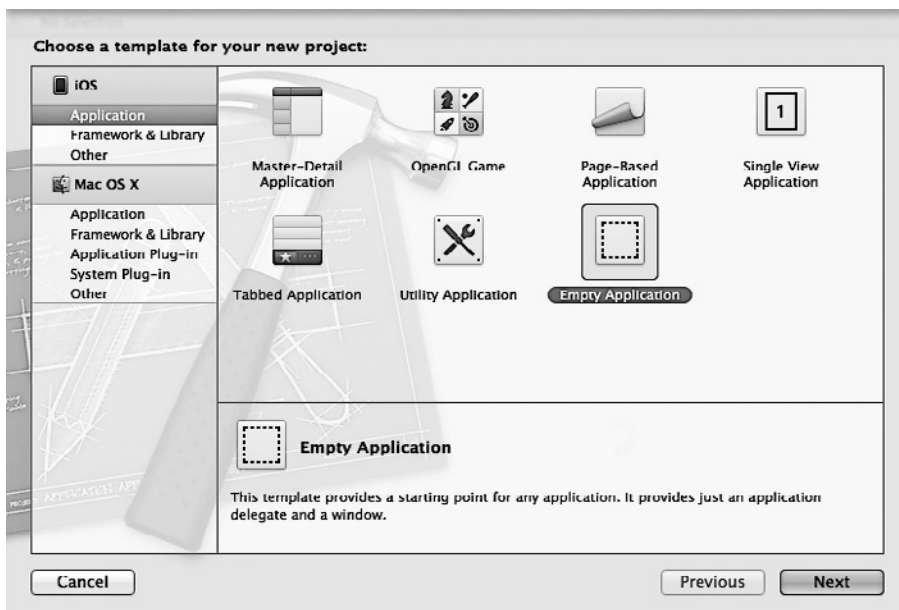 Choose a template for your new project:
iOS
Application
Framework & Library
Other
Mac OS X
Application
Framework & Library
Application Plug-in
System Plug-in
Other
Master-Detail
Application
OpenGL Game
Page-Based
Application
1
Single View
Application
Tabbed Application
Utility Application
Empty Application
Empty Application
This template provides a starting point for any application. It provides just an application
delegate and a window.
Cancel
Previous
Next